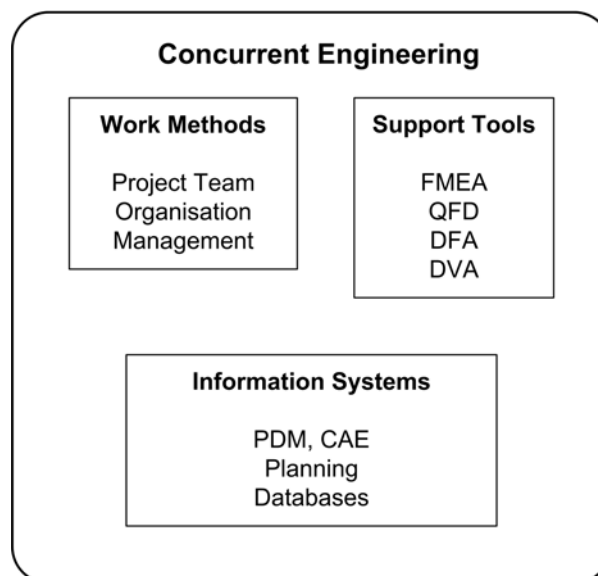 Concurrent Engineering
Work Methods
Project Team
Organisation
Management
Support Tools
FMEA
QFD
DFA
DVA
Information Systems
PDM, CAE
Planning
Databases